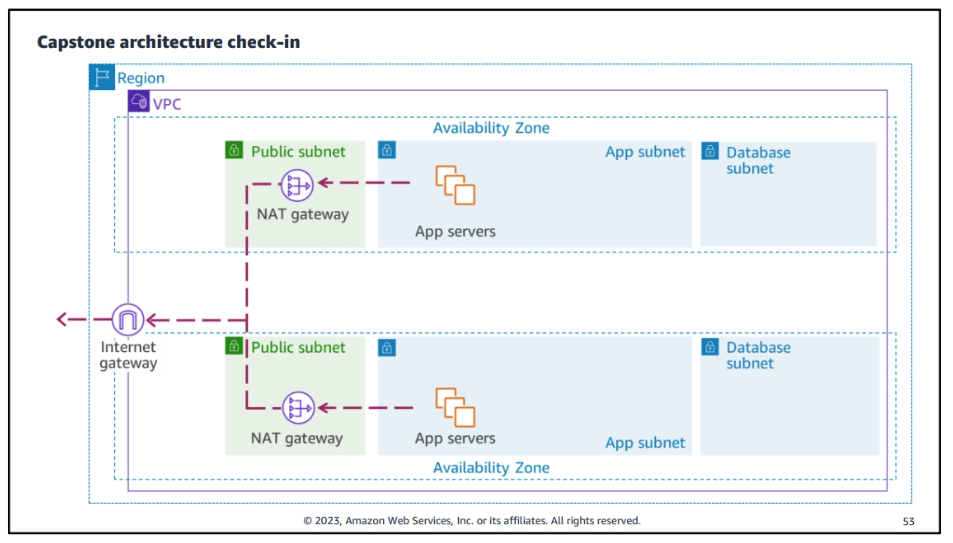 Capstone architecture check-in
Region
VPC
Availability Zone
Public subnet
App subnet
Database
subnet
NAT gateway
App servers
Internet
gateway
Public subnet
Database
subnet
NAT gateway
App servers
App subnet
Availability Zone
© 2023, Amazon Web Services, Inc. or its affiliates. All rights reserved.
53